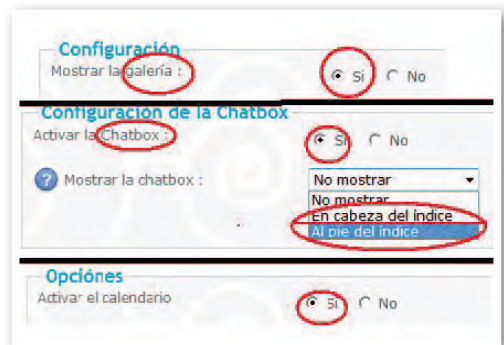 Configuración
Mostrar la galería : Si No
Configuración de la Chatbox
Activar la Chatbox : Si No
? Mostrar la chatbox : No mostrar
No mostrar
En cabeza del índice
Al pie del índice
Opciónes
Activar el calendario Si No